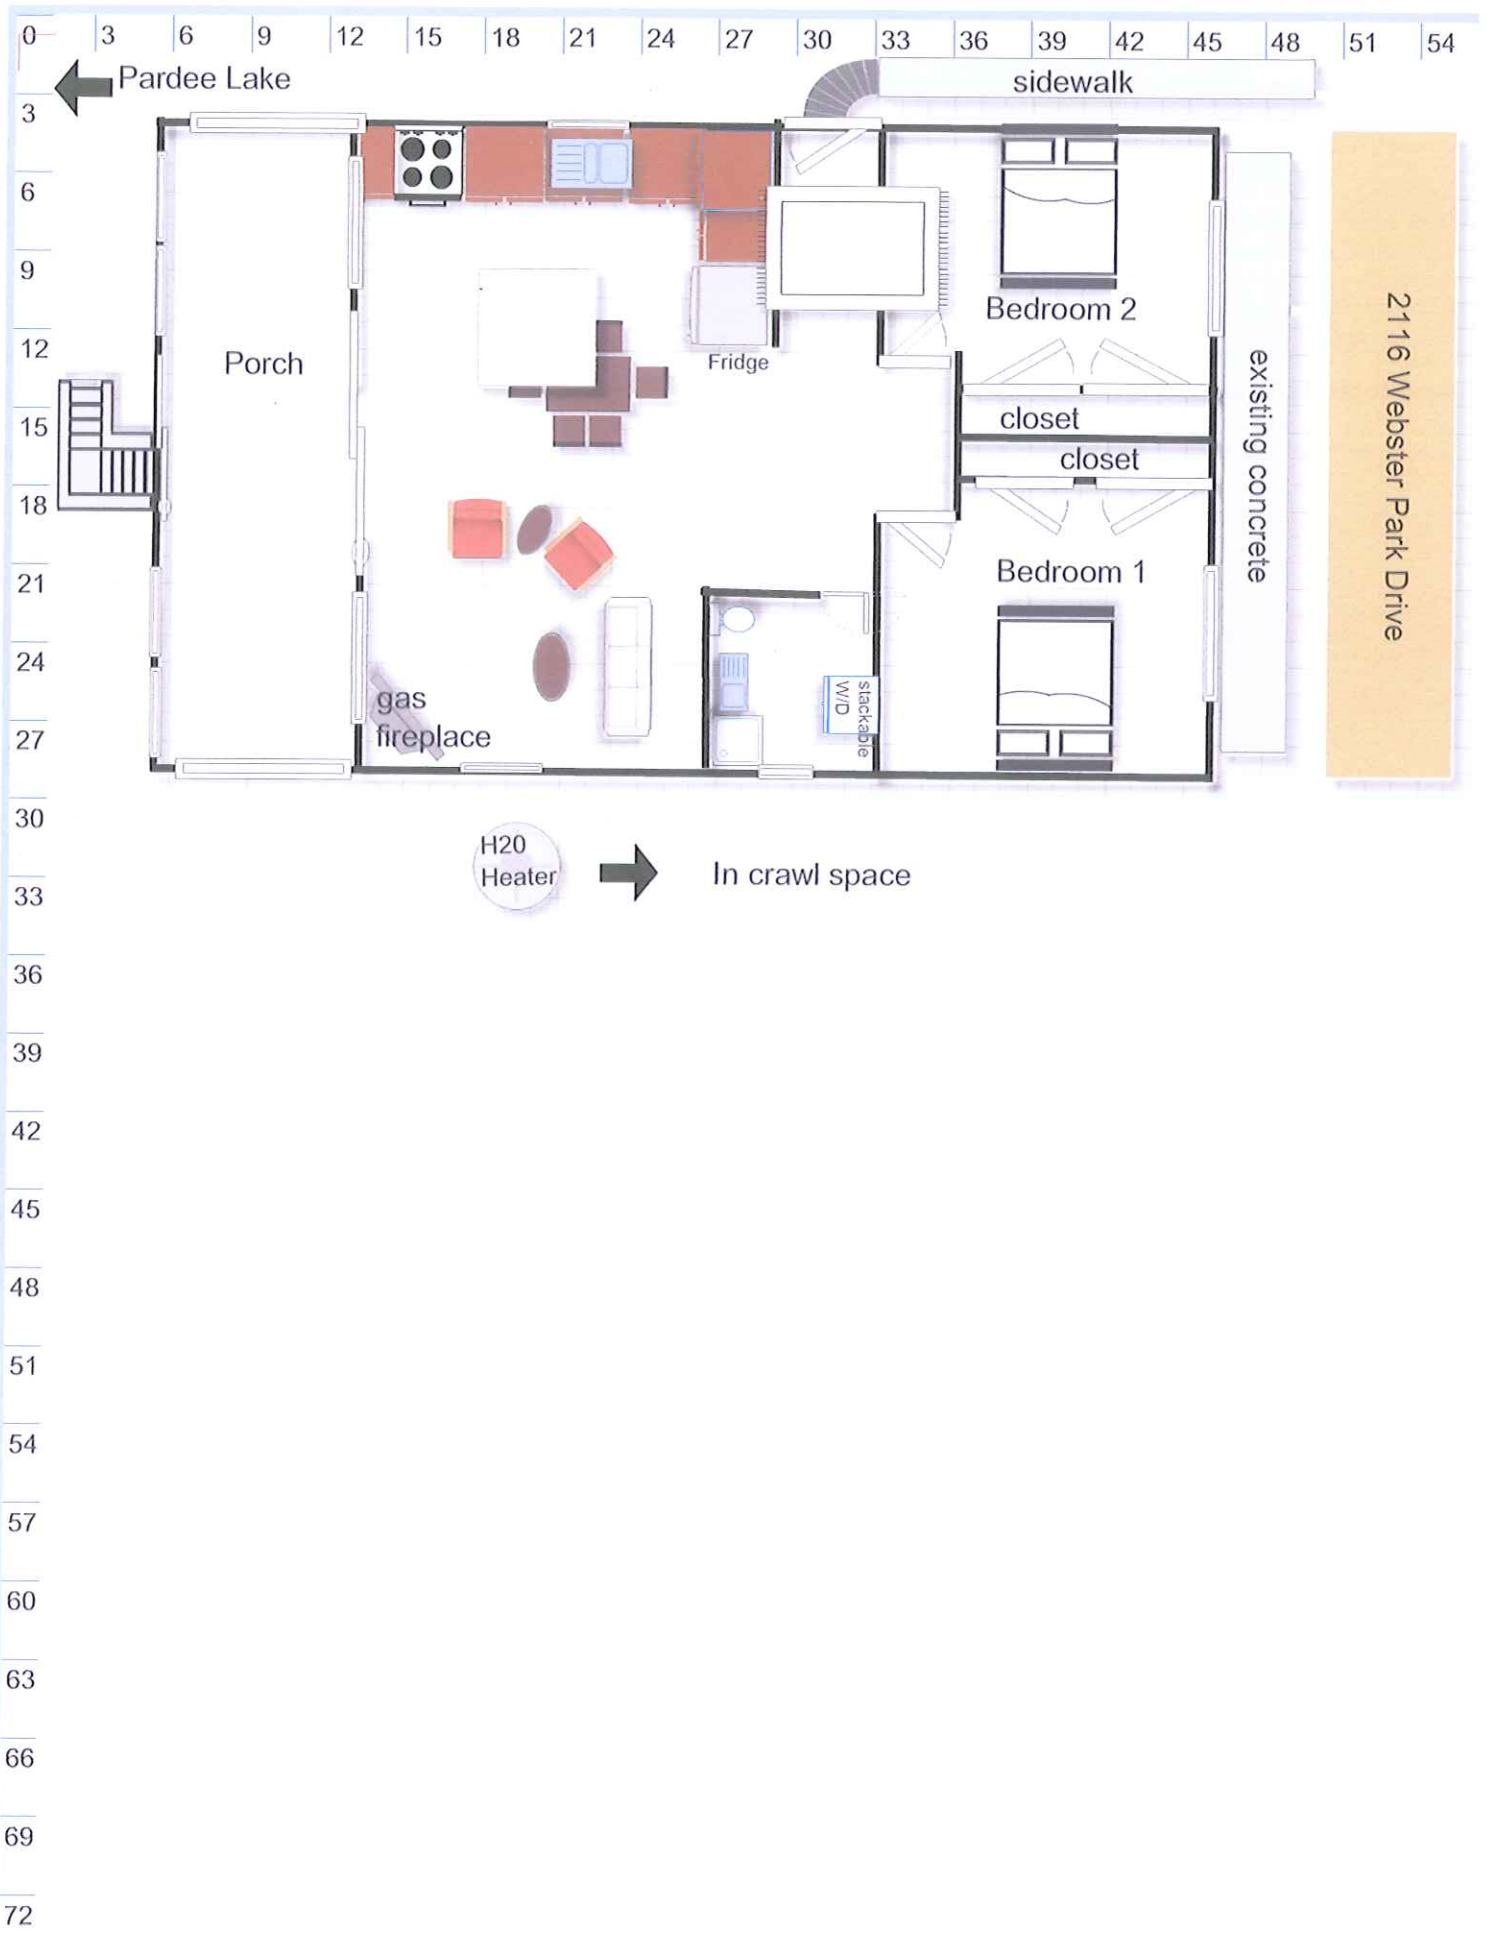 0 3 6 9 12 15 18 21 24 27 30 33 36 39 42 45 48 51 54
Pardee Lake
sidewalk
3
6
9
Bedroom 2
12
Porch
Fridge
closet
15
closet
existing concrete
2116 Webster Park Drive
18
21
Bedroom 1
24
gas
fireplace
stackable
W/D
27
30
H20
Heater
In crawl space
33
36
39
42
45
48
51
54
57
60
63
66
69
72